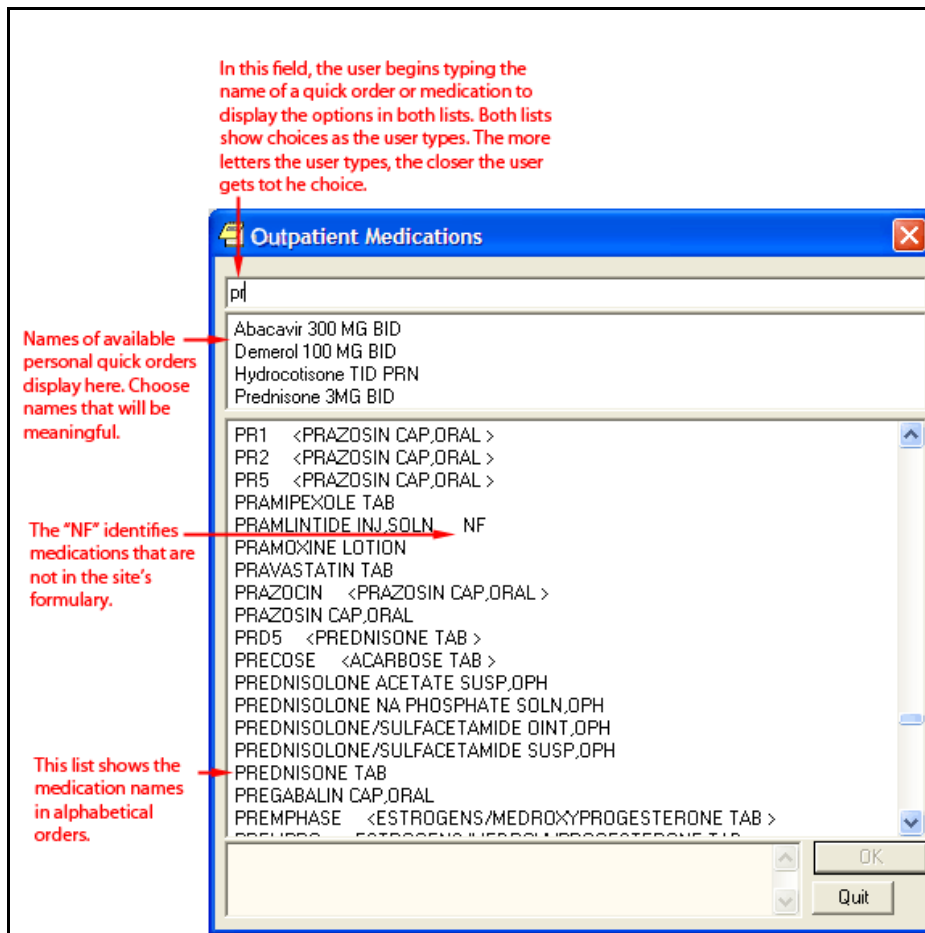 In this field, the user begins typing the
name of a quick order or medication to
display the options in both lists. Both lists
show choices as the user types. The more
letters the user types, the closer the user
gets tot he choice.
Outpatient Medications
pr
Names of available
personal quick orders
display here. Choose
names that will be
meaningful.
Abacavir 300 MG BID
Demerol 100 MG BID
Hydrocotisone TID PRN
Prednisone 3MG BID
PR1 <PRAZOSIN CAP,ORAL >
PR2 <PRAZOSIN CAP,ORAL >
PR5 <PRAZOSIN CAP,ORAL >
PRAMIPEXOLE TAB
PRAMLINTIDE INJ,SOLN NF
PRAMOXINE LOTION
PRAVASTATIN TAB
PRAZOCIN <PRAZOSIN CAP,ORAL >
PRAZOSIN CAP,ORAL
PRD5 <PREDNISONE TAB >
PRECOSE <ACARBOSE TAB >
PREDNISOLONE ACETATE SUSP,OPH
PREDNISOLONE NA PHOSPHATE SOLN,OPH
PREDNISOLONE/SULFACETAMIDE OINT,OPH
PREDNISOLONE/SULFACETAMIDE SUSP,OPH
PREDNISONE TAB
PREGABALIN CAP,ORAL
PREMPHASE <ESTROGENS/MEDROXYPROGESTERONE TAB >
The "NF" identifies
medications that are
not in the site's
formulary.
This list shows the
medication names
in alphabetical
orders.
OK
Quit